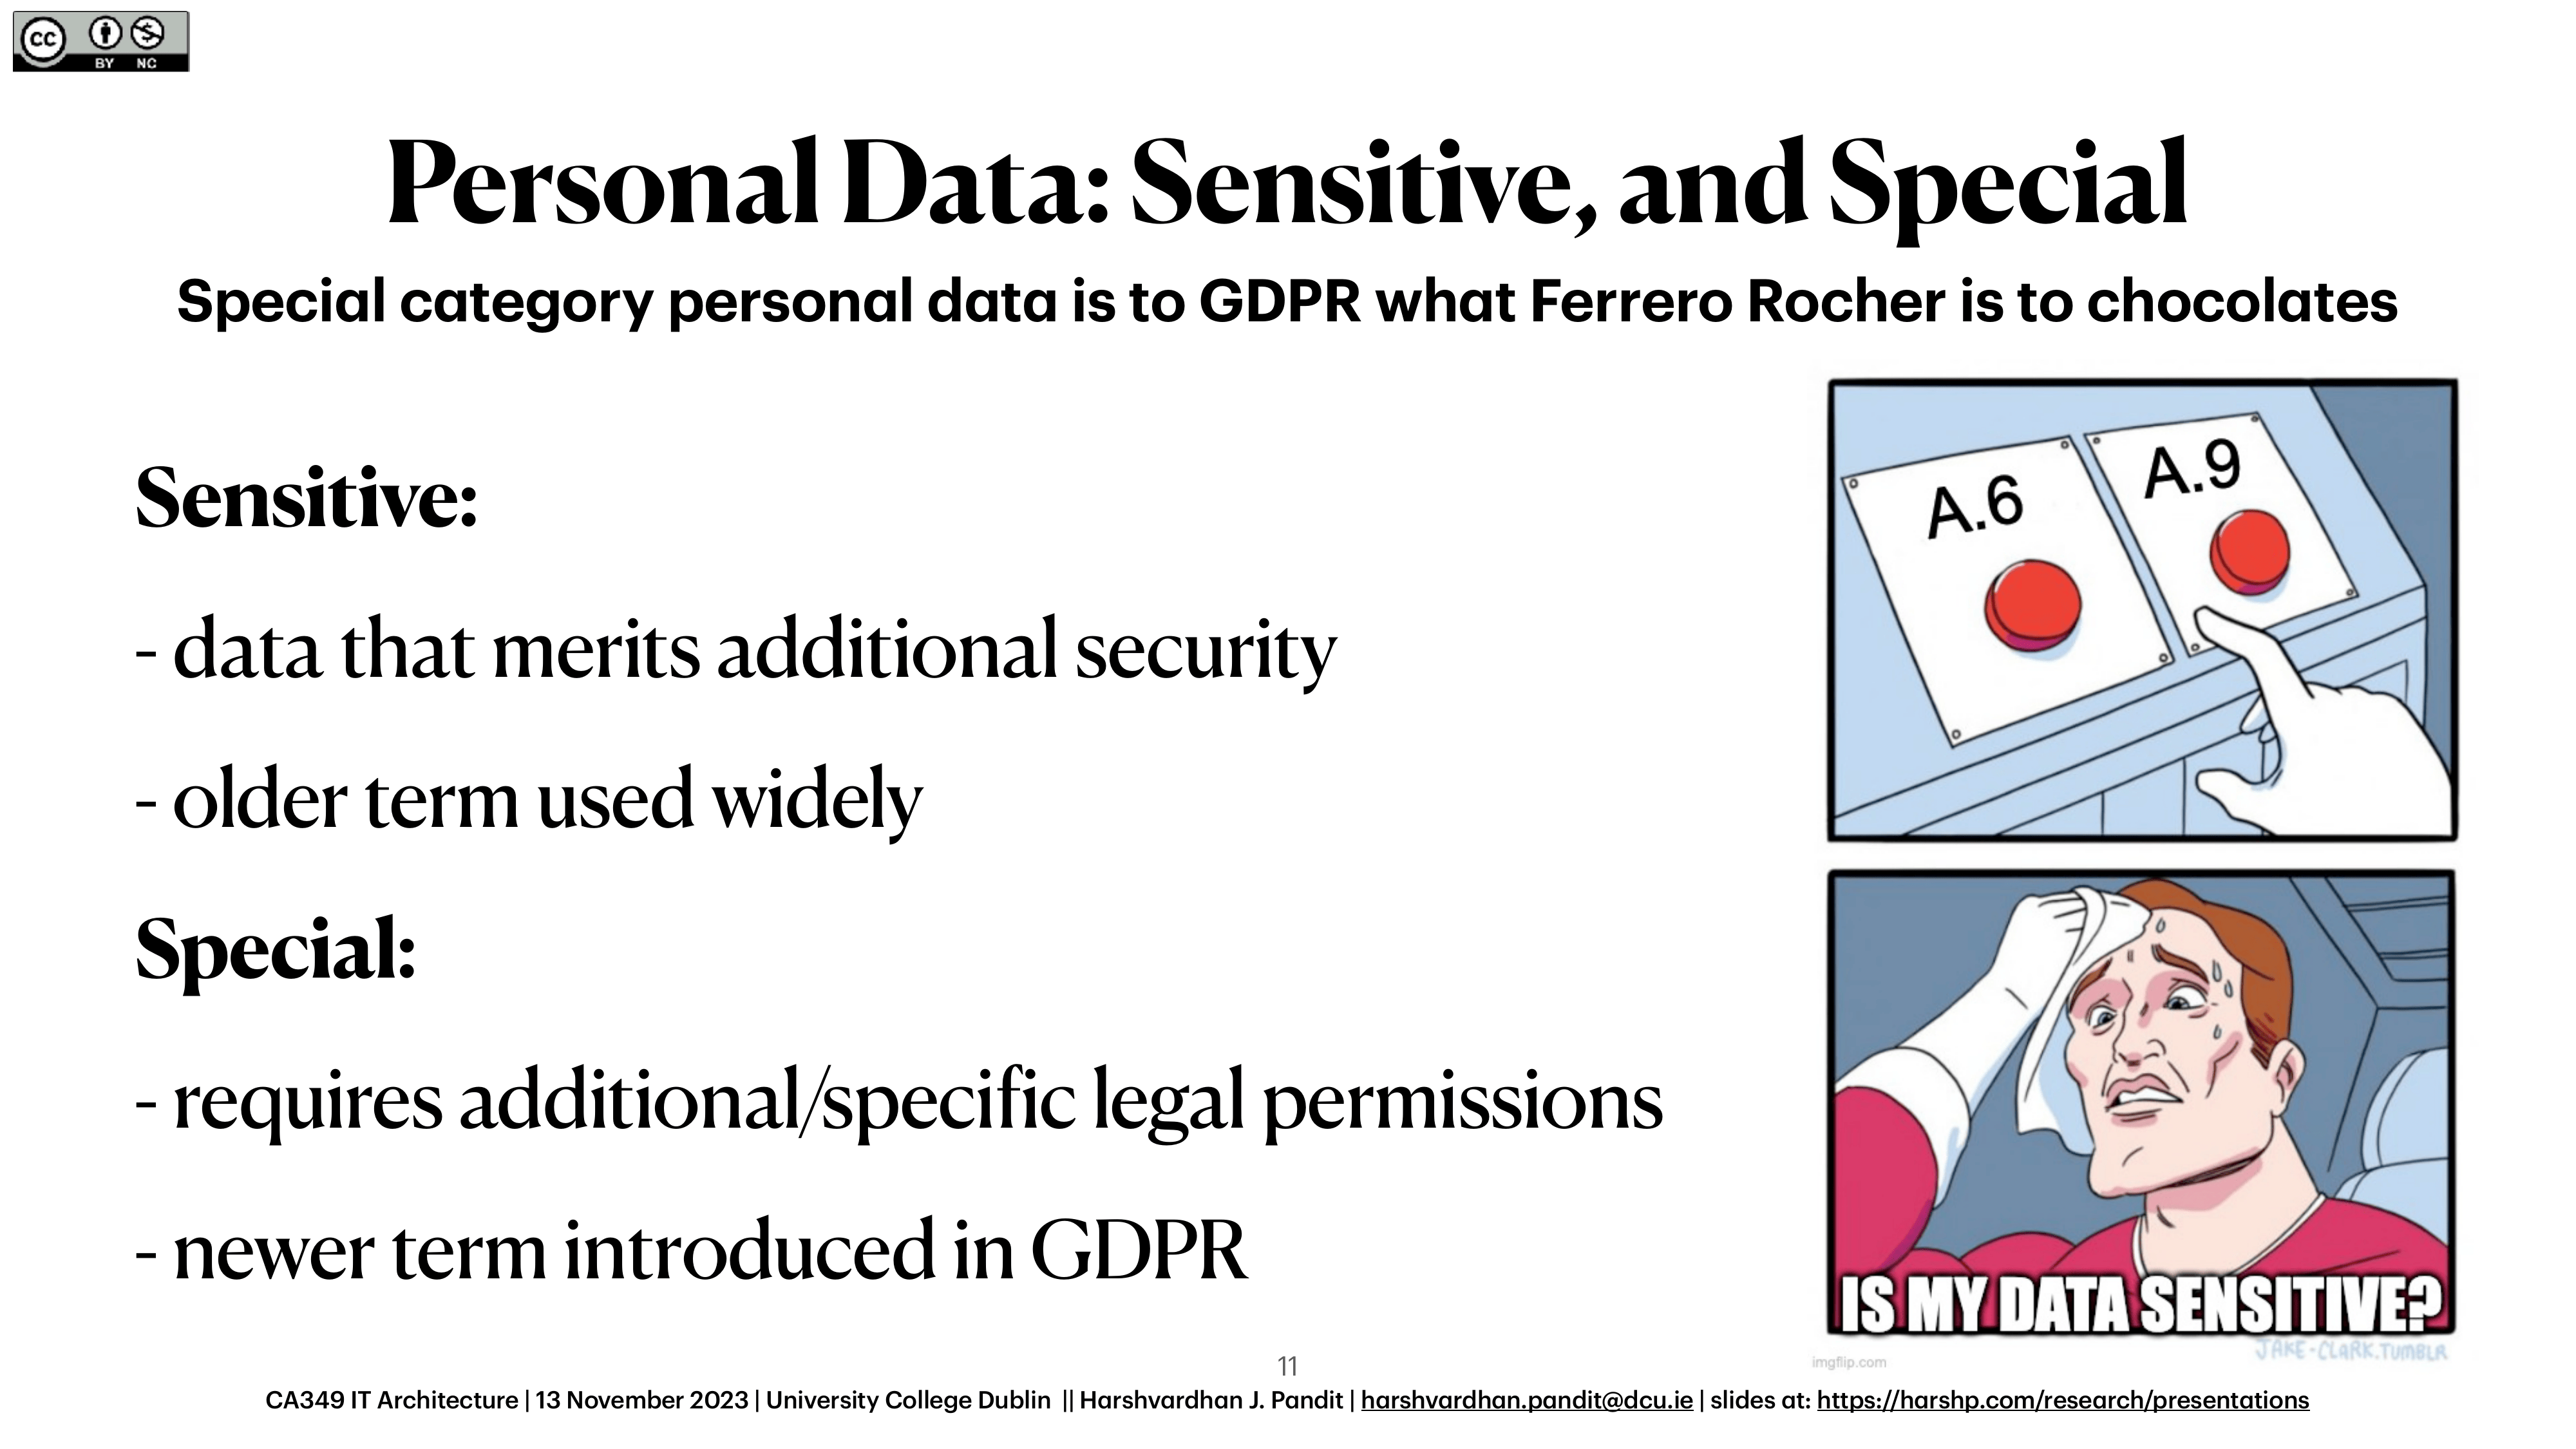 cc BY NC
Personal Data: Sensitive, and Special
Special category personal data is to GDPR what Ferrero Rocher is to chocolates
Sensitive:
- data that merits additional security
- older term used widely
Special:
- requires additional/specific legal permissions
- newer term introduced in GDPR
A.6
A.9
IS MY DATA SENSITIVE?
imgflip.com
JAKE-CLARK.TUMBLR
11
CA349 IT Architecture | 13 November 2023 | University College Dublin || Harshvardhan J. Pandit | harshvardhan.pandit@dcu.ie | slides at: https://harshp.com/research/presentations